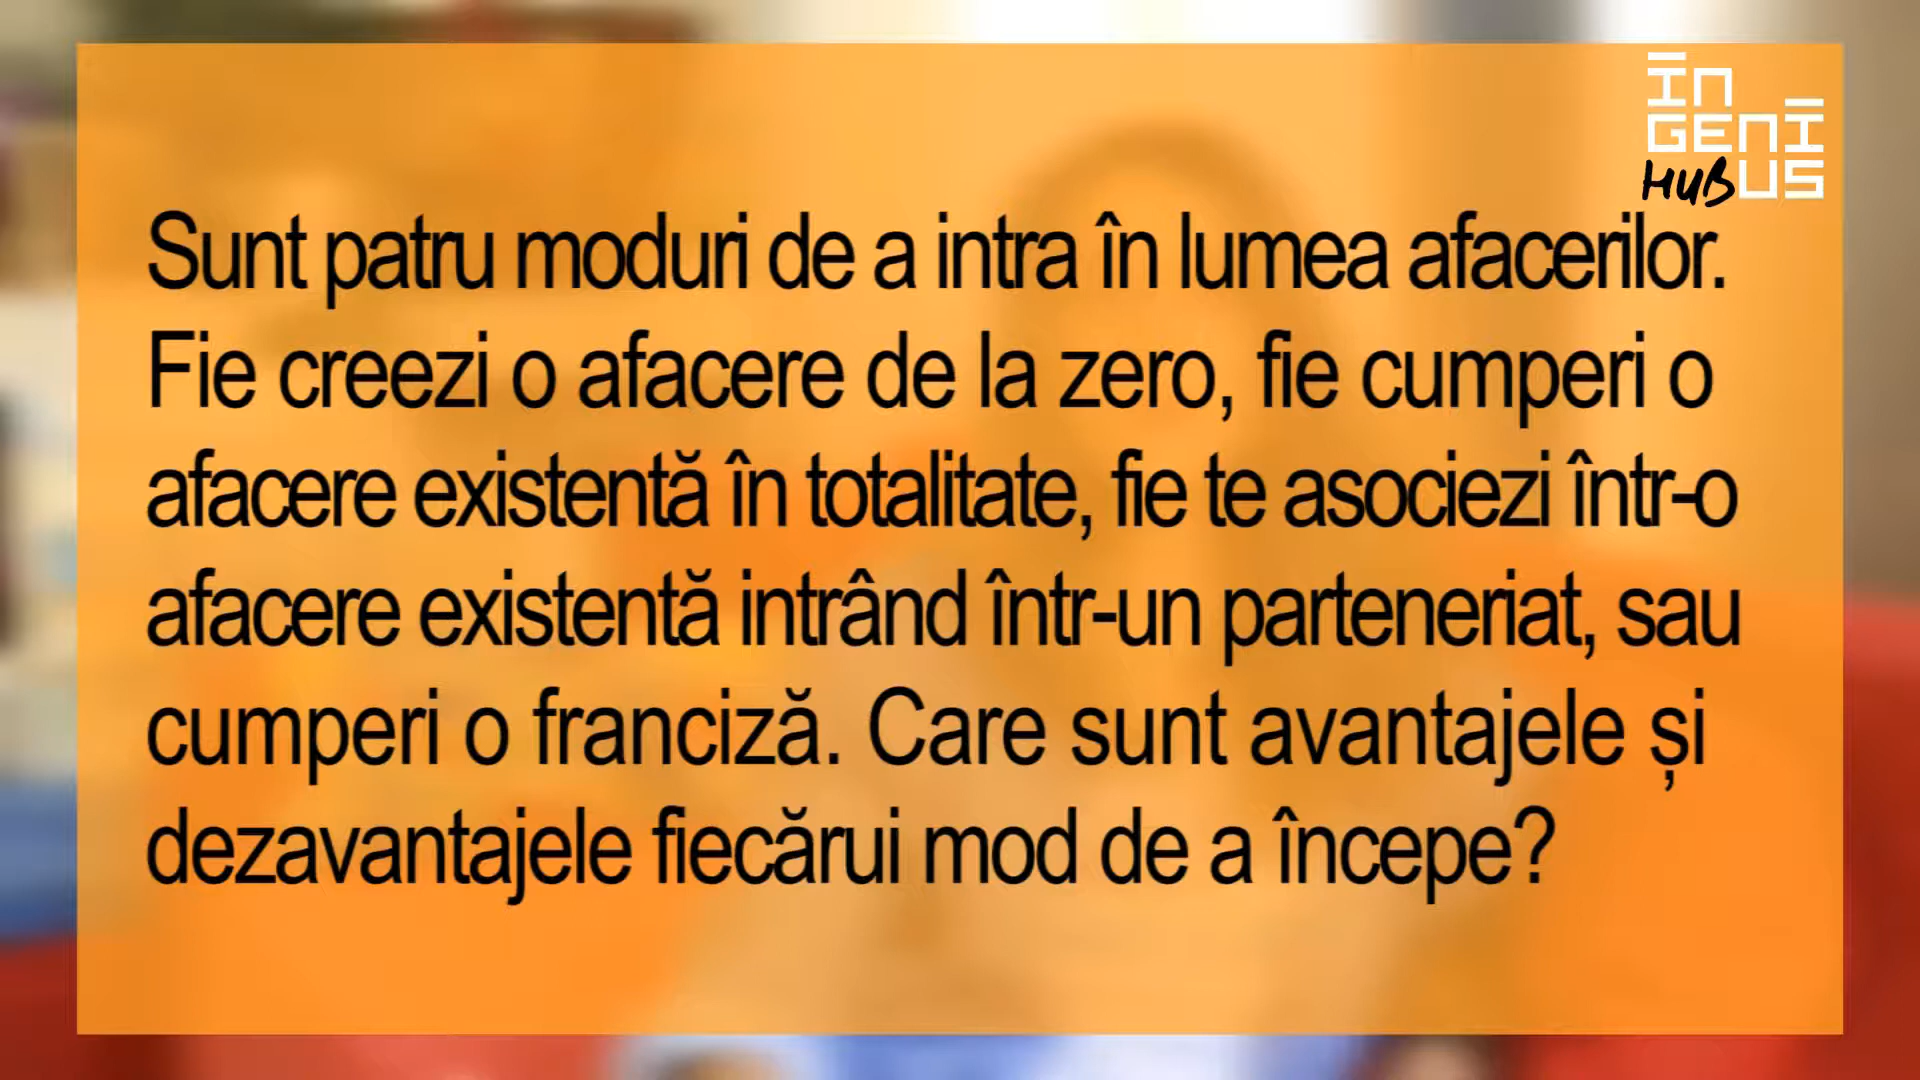 ĪN
GENĪ
HUB US
Sunt patru moduri de a intra în lumea afacerilor.
Fie creezi o afacere de la zero, fie cumperi o
afacere existentă în totalitate, fie te asociezi într-o
afacere existentă intrând într-un parteneriat, sau
cumperi o franciză. Care sunt avantajele și
dezavantajele fiecărui mod de a începe?